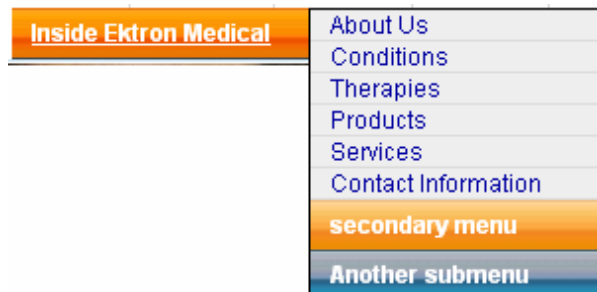 Inside Ektron Medical
About Us
Conditions
Therapies
Products
Services
Contact Information
secondary menu
Another submenu